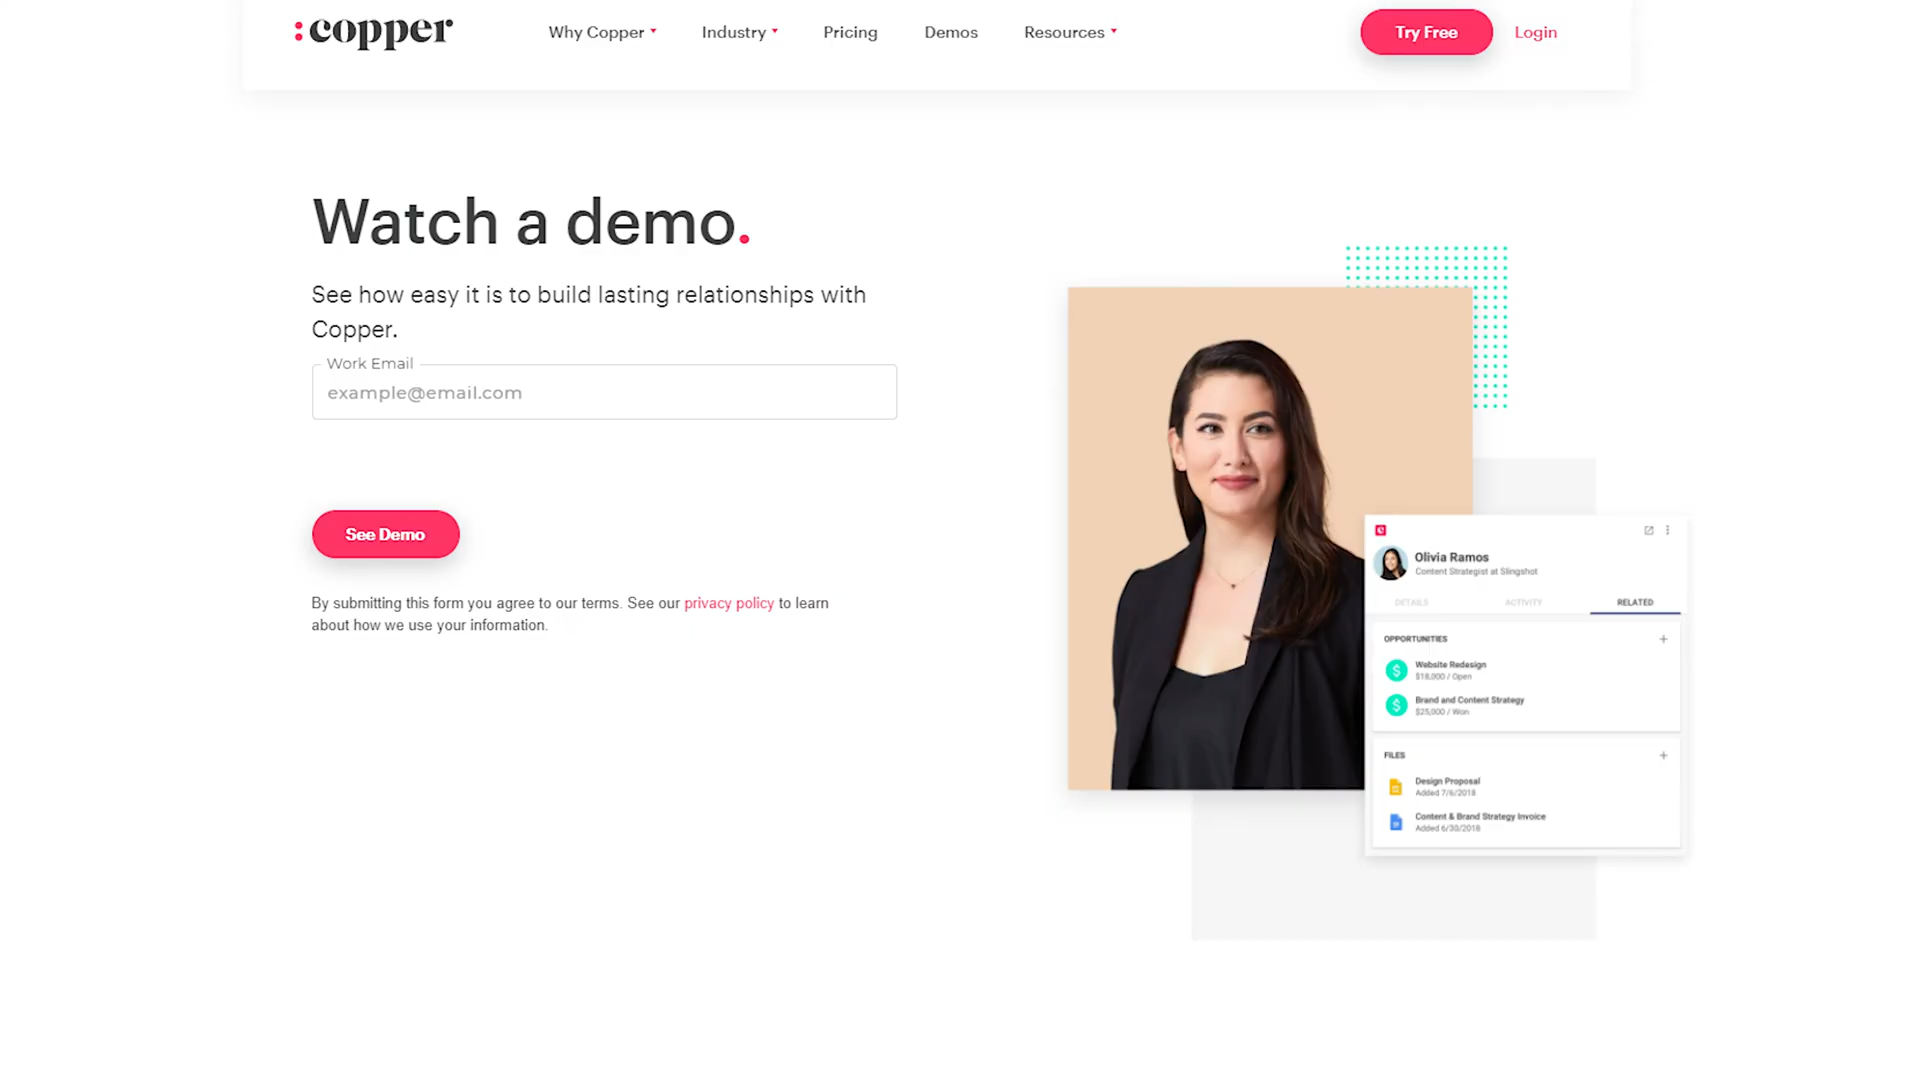 :copper
Why Copper
Industry
Pricing
Demos
Resources
Try Free
Login
Watch a demo.
See how easy it is to build lasting relationships with
Copper.
Work Email
example@email.com
See Demo
By submitting this form you agree to our terms. See our privacy policy to learn
about how we use your information.
Olivia Ramos
Content Strategist at Slingshot
DETAILS
ACTIVITY
RELATED
OPPORTUNITIES
+
Website Redesign
$18,000 / Open
Brand and Content Strategy
$25,000 / Won
FILES
+
Design Proposal
Added 7/6/2018
Content & Brand Strategy Invoice
Added 6/30/2018